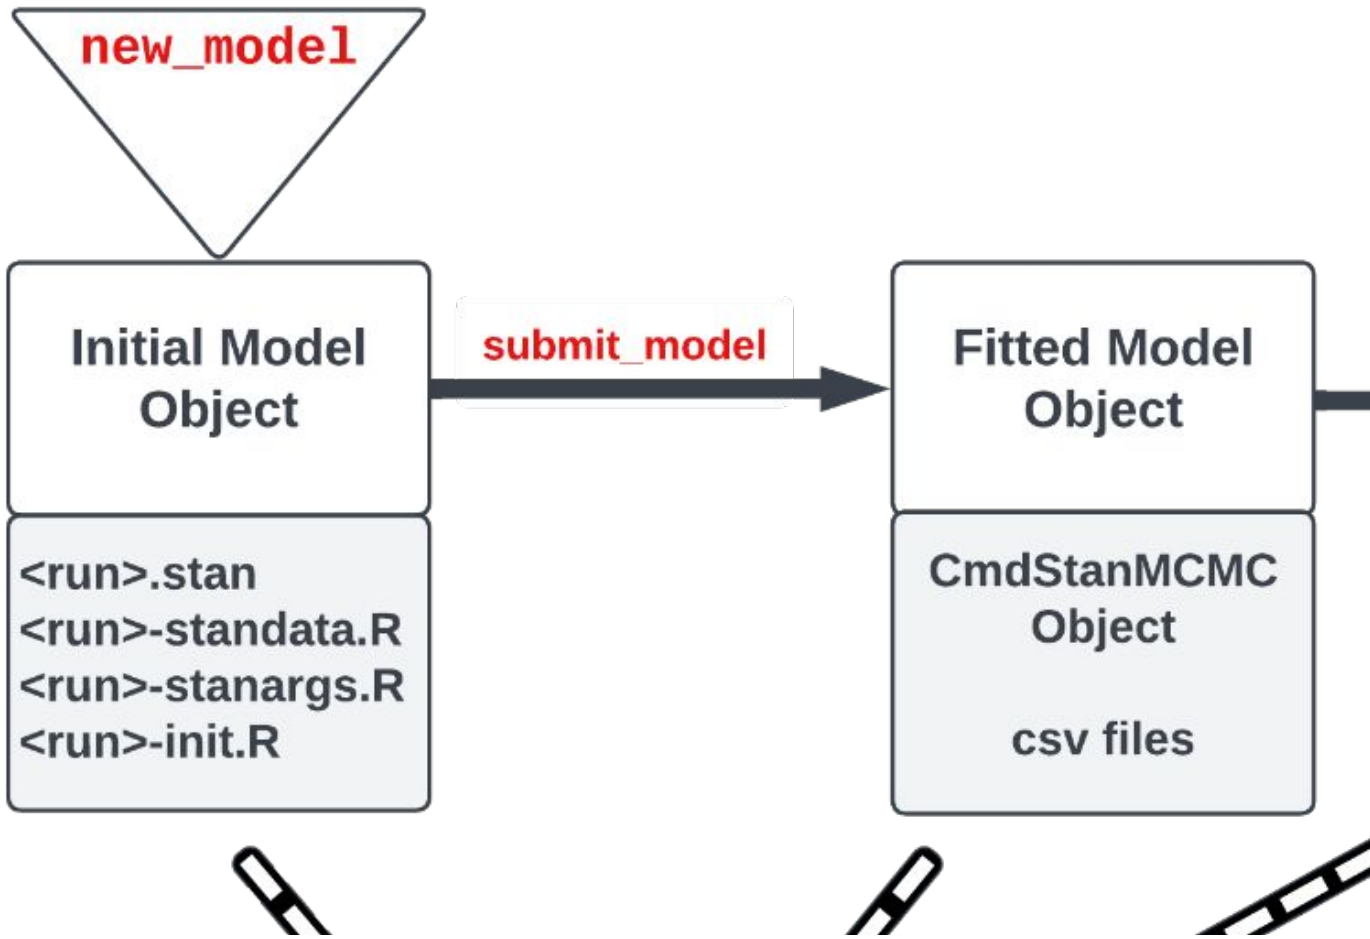 new_model
Initial Model
Object
submit_model
Fitted Model
Object
<run>.stan
<run>-standata.R
<run>-stanargs.R
<run>-init.R
CmdStanMCMC
Object
csv files